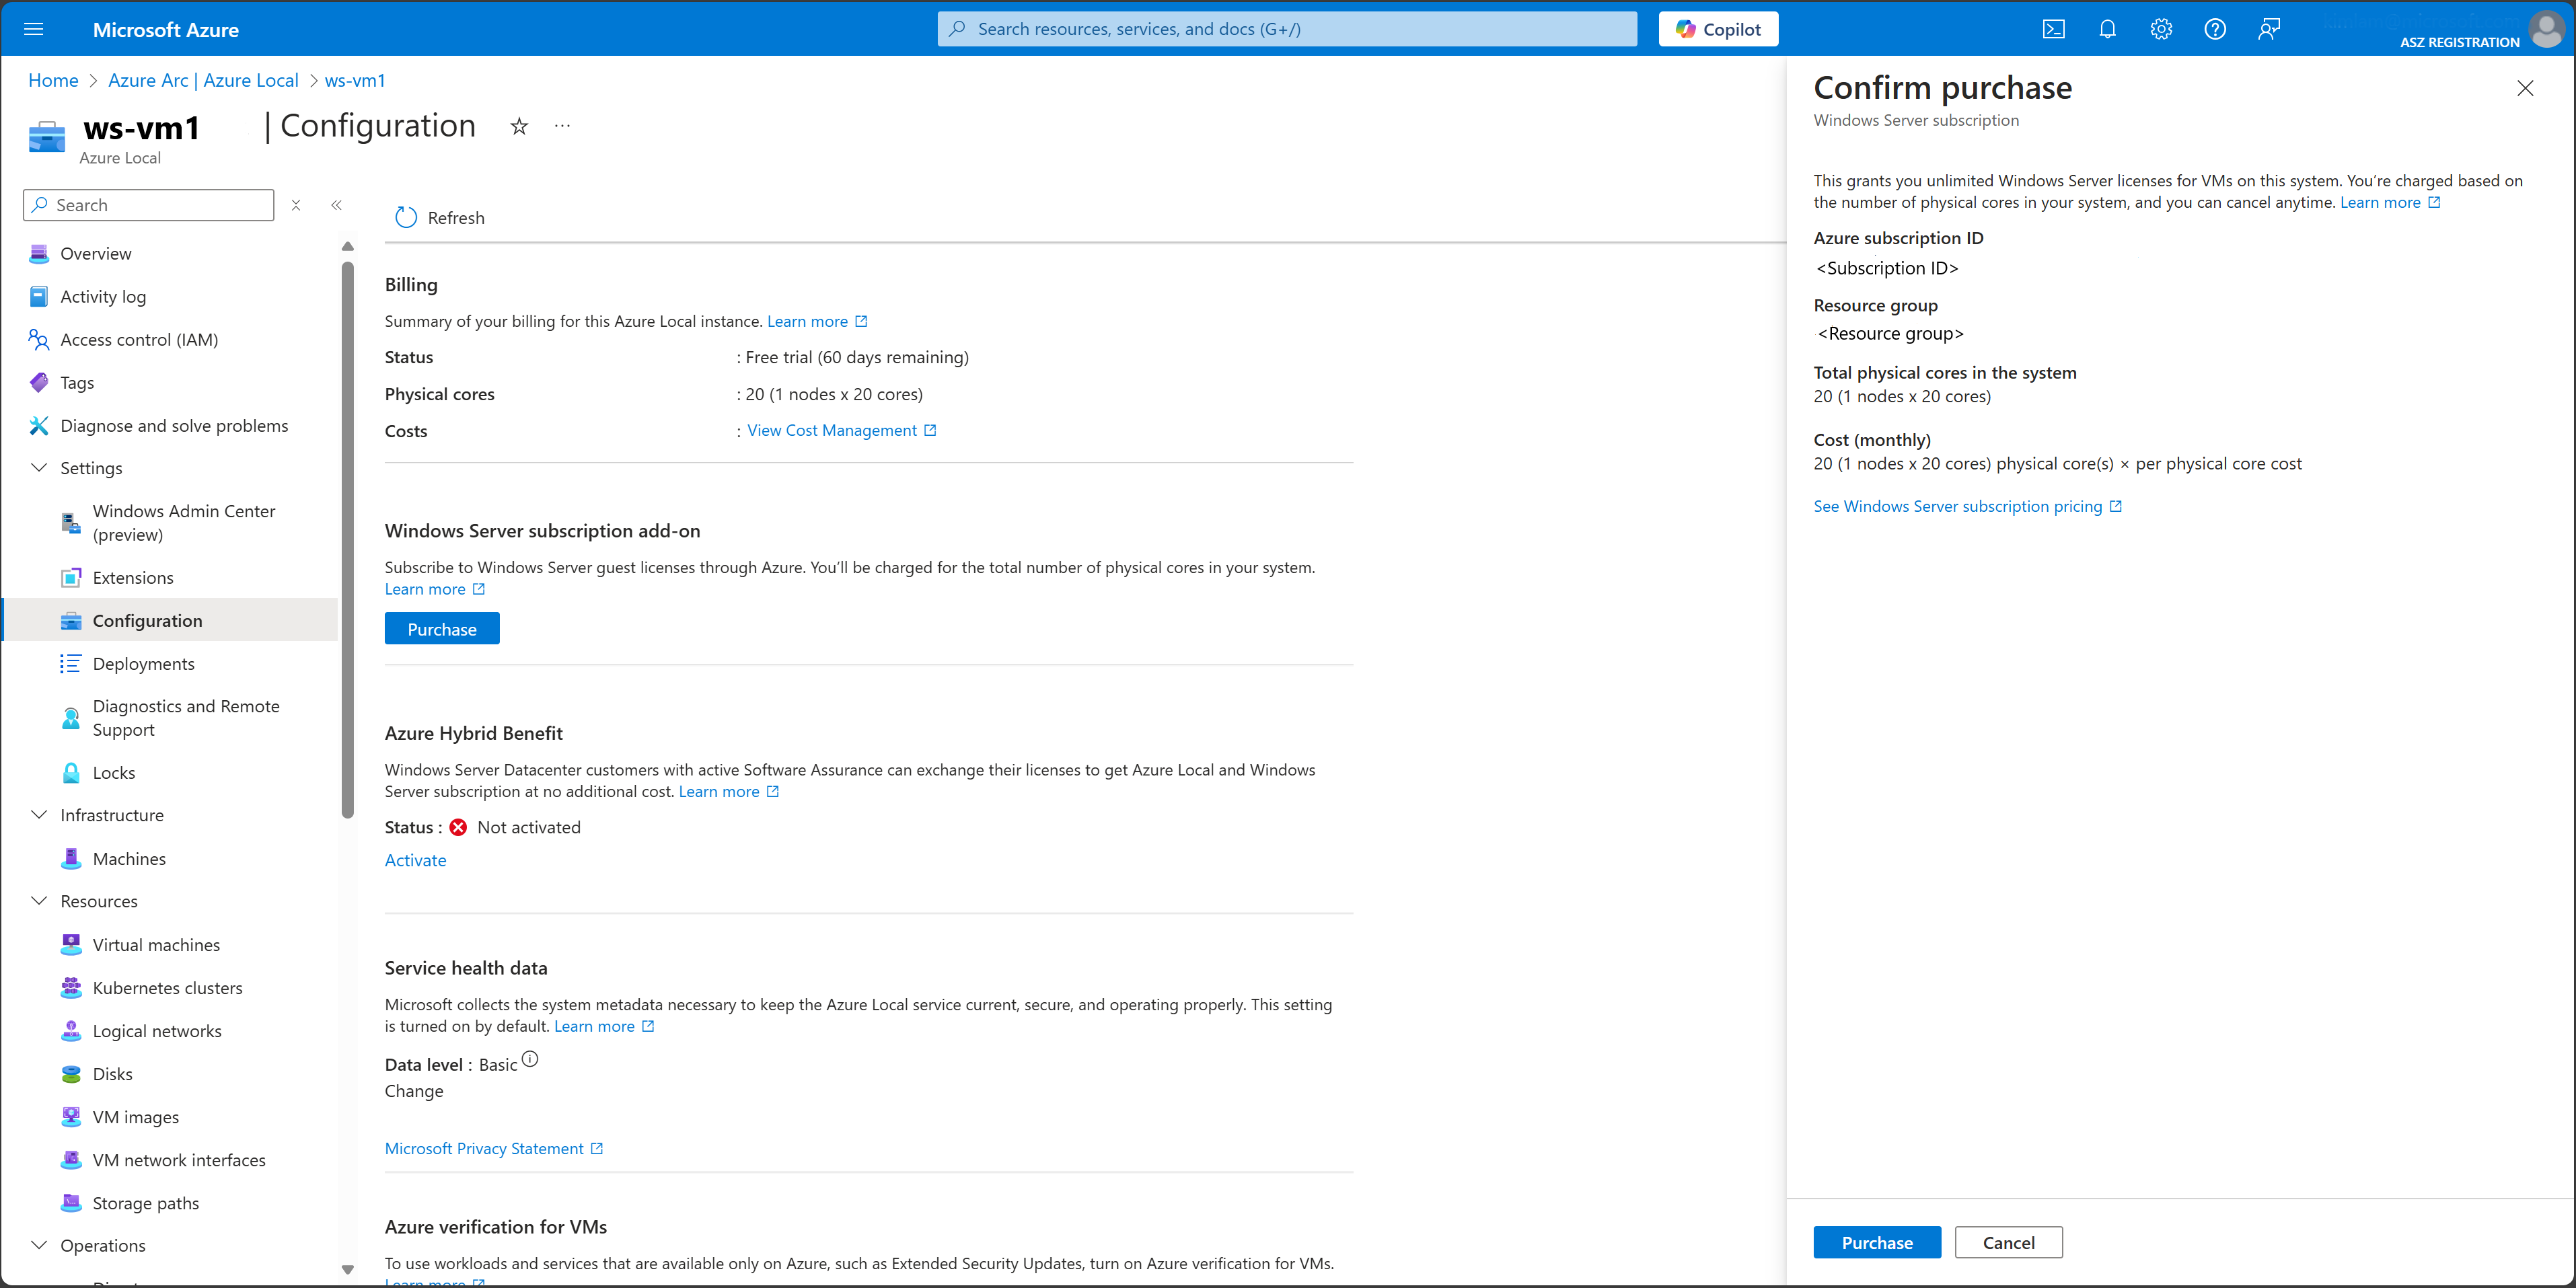 Microsoft Azure
Search resources, services, and docs (G+/)
Copilot
ASZ REGISTRATION
Home > Azure Arc | Azure Local > ws-vm1
ws-vm1 | Configuration
Azure Local
Search
Overview
Activity log
Access control (IAM)
Tags
Diagnose and solve problems
Settings
Windows Admin Center
(preview)
Extensions
Configuration
Deployments
Diagnostics and Remote
Support
Locks
Infrastructure
Machines
Resources
Virtual machines
Kubernetes clusters
Logical networks
Disks
VM images
VM network interfaces
Storage paths
Operations
Refresh
Billing
Summary of your billing for this Azure Local instance. Learn more
Status : Free trial (60 days remaining)
Physical cores : 20 (1 nodes x 20 cores)
Costs : View Cost Management
Windows Server subscription add-on
Subscribe to Windows Server guest licenses through Azure. You'll be charged for the total number of physical cores in your system.
Learn more
Purchase
Azure Hybrid Benefit
Windows Server Datacenter customers with active Software Assurance can exchange their licenses to get Azure Local and Windows
Server subscription at no additional cost. Learn more
Status : Not activated
Activate
Service health data
Microsoft collects the system metadata necessary to keep the Azure Local service current, secure, and operating properly. This setting
is turned on by default. Learn more
Data level : Basic
Change
Microsoft Privacy Statement
Azure verification for VMs
To use workloads and services that are available only on Azure, such as Extended Security Updates, turn on Azure verification for VMs.
Learn more
Confirm purchase
Windows Server subscription
This grants you unlimited Windows Server licenses for VMs on this system. You're charged based on
the number of physical cores in your system, and you can cancel anytime. Learn more
Azure subscription ID
<Subscription ID>
Resource group
<Resource group>
Total physical cores in the system
20 (1 nodes x 20 cores)
Cost (monthly)
20 (1 nodes x 20 cores) physical core(s) × per physical core cost
See Windows Server subscription pricing
Purchase
Cancel